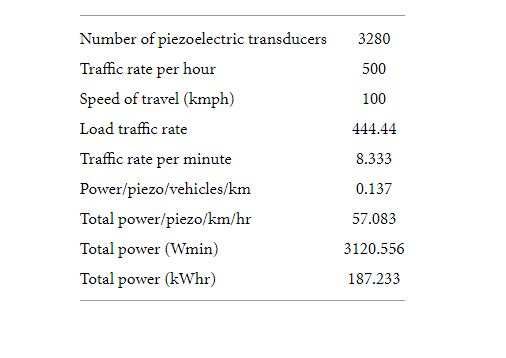 Number of piezoelectric transducers 3280
Traffic rate per hour 500
Speed of travel (kmph) 100
Load traffic rate 444.44
Traffic rate per minute 8.333
Power/piezo/vehicles/km 0.137
Total power/piezo/km/hr 57.083
Total power (Wmin) 3120.556
Total power (kWhr) 187.233